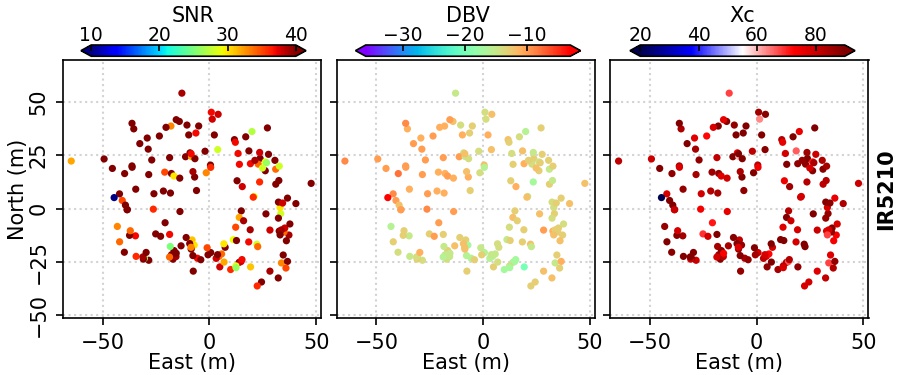 SNR
10 20 30 40
DBV
−30 −20 −10
Xc
20 40 60 80
North (m)
50
25
0
−25
−50
−50 0 50
East (m)
−50 0 50
East (m)
−50 0 50
East (m)
IR5210